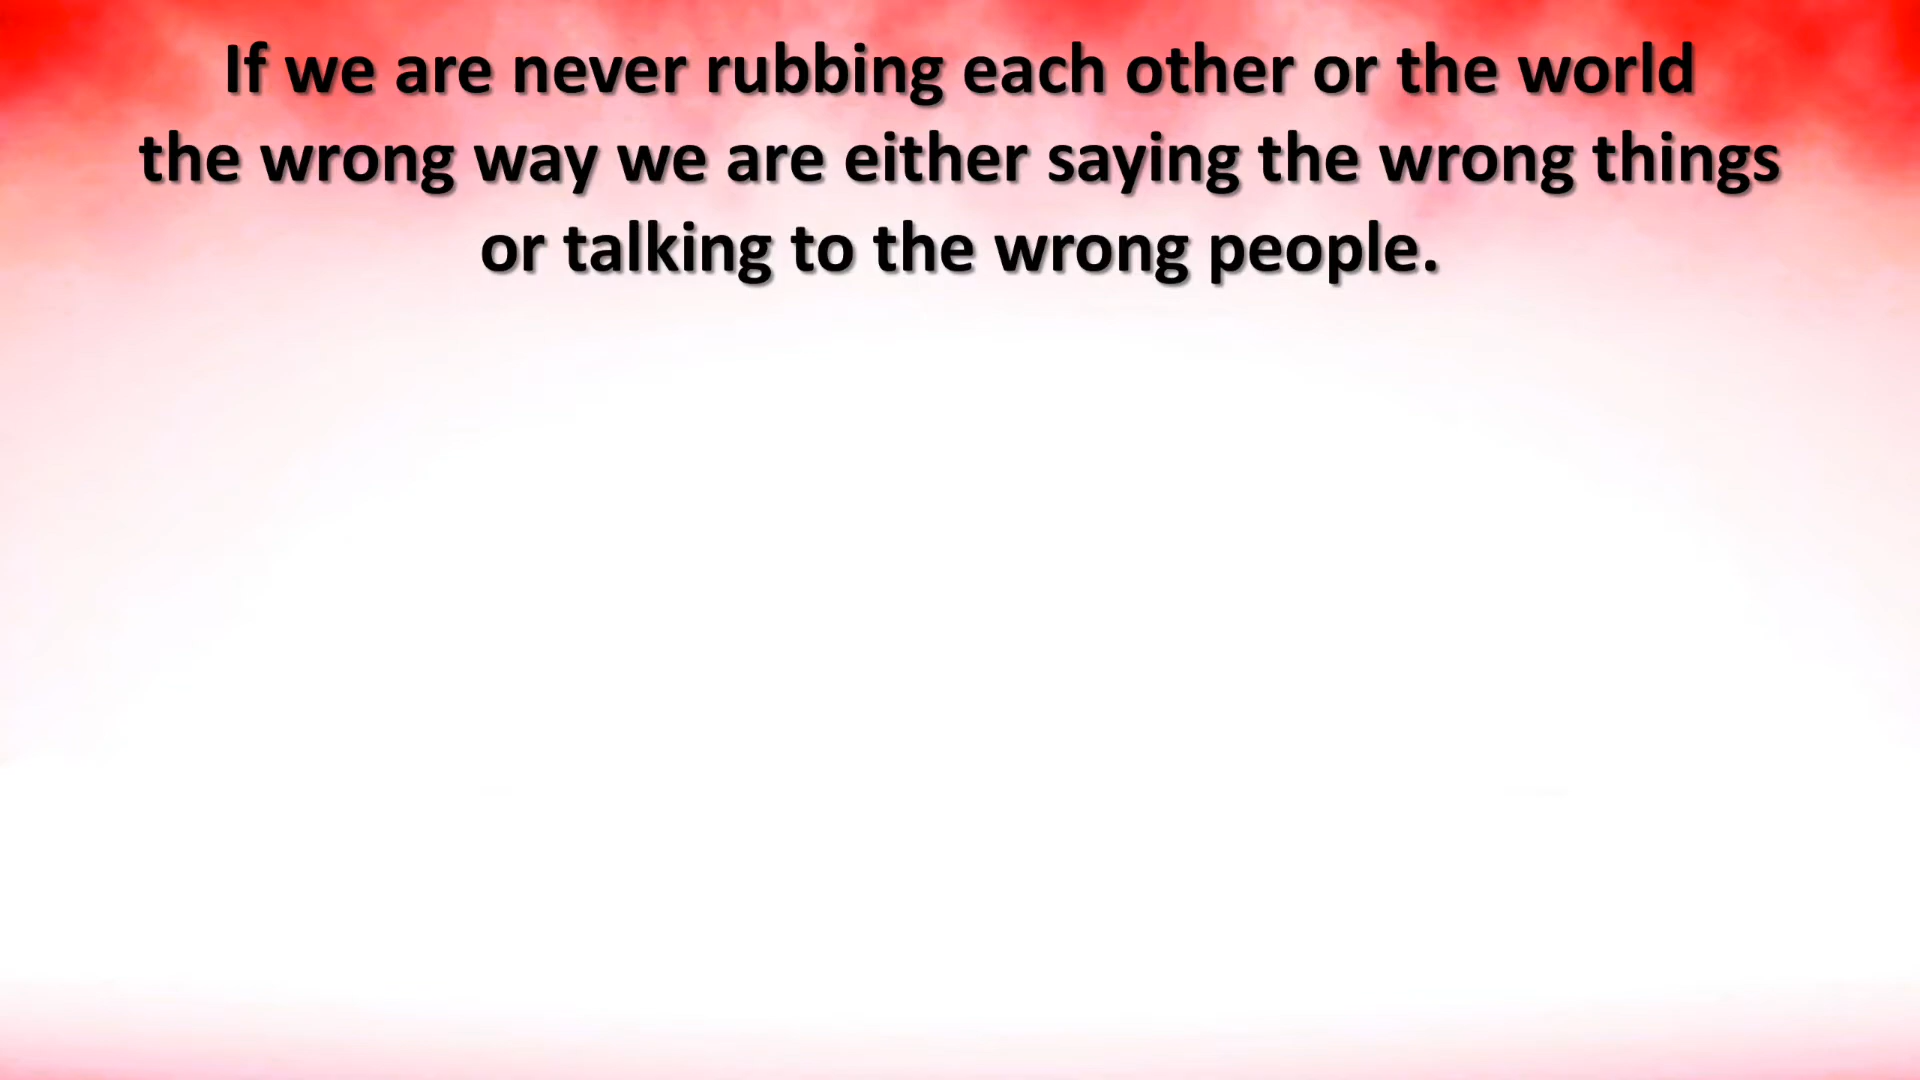 If we are never rubbing each other or the world
the wrong way we are either saying the wrong things
or talking to the wrong people.